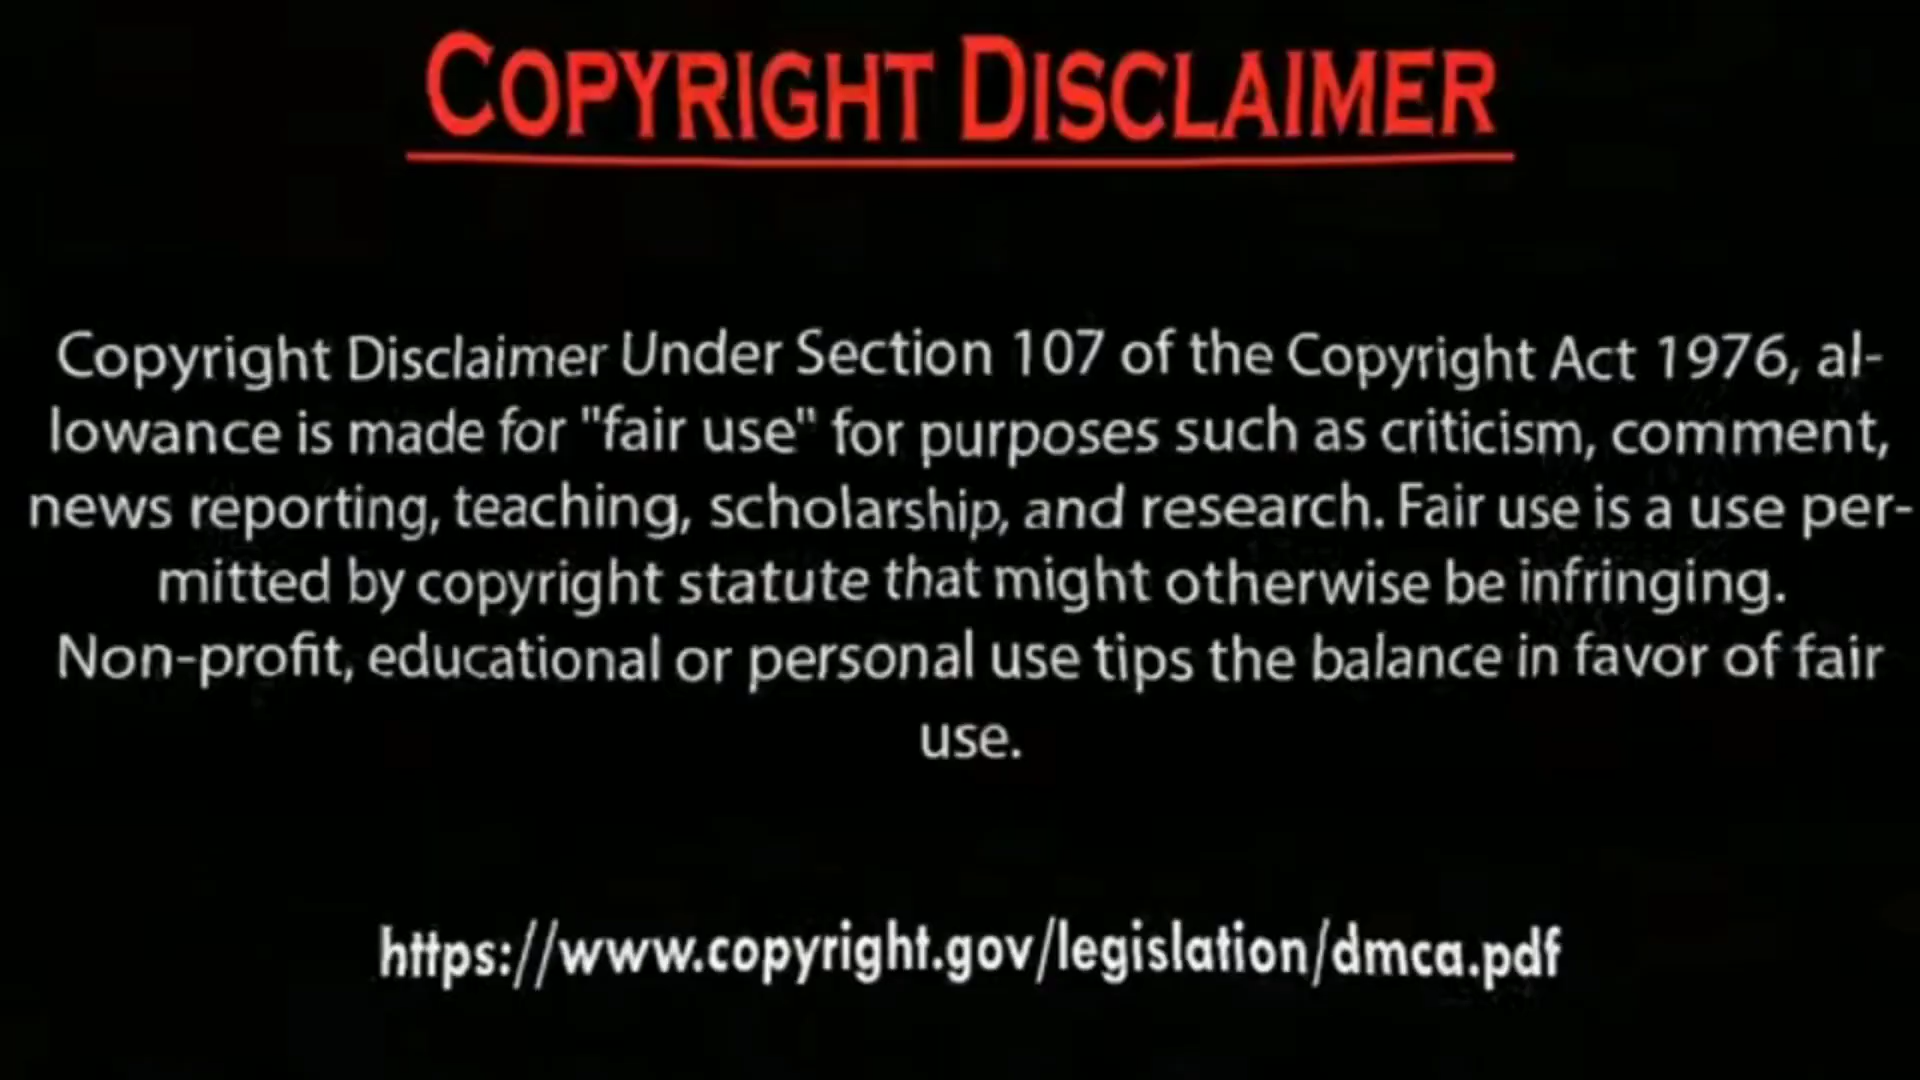 COPYRIGHT DISCLAIMER
Copyright Disclaimer Under Section 107 of the Copyright Act 1976, al-
lowance is made for "fair use" for purposes such as criticism, comment,
news reporting, teaching, scholarship, and research. Fair use is a use per-
mitted by copyright statute that might otherwise be infringing.
Non-profit, educational or personal use tips the balance in favor of fair
use.
https://www.copyright.gov/legislation/dmca.pdf